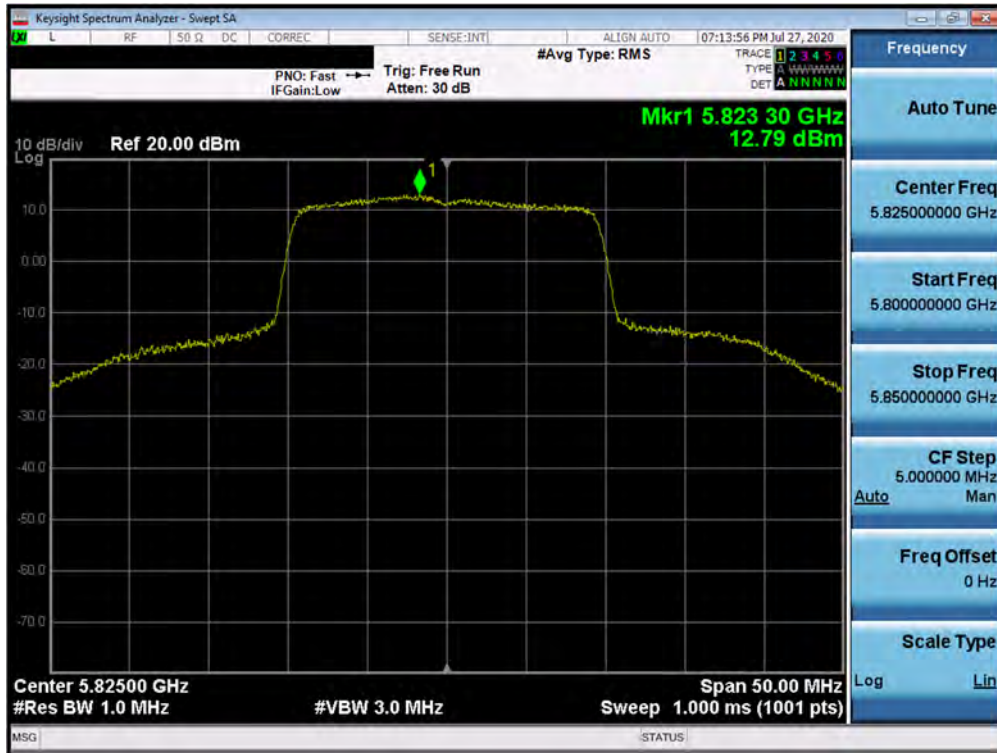 Keysight Spectrum Analyzer - Swept SA
LXI L RF 50 Ω DC CORREC SENSE:INT ALIGN AUTO 07:13:56 PM Jul 27, 2020
PNO: Fast
IFGain:Low
Trig: Free Run
Atten: 30 dB
#Avg Type: RMS
TRACE 1 2 3 4 5 6
TYPE A WWWWW
DET A N N N N N
Mkr1 5.823 30 GHz
12.79 dBm
10 dB/div Ref 20.00 dBm
Log
1
10.0
0.00
-10.0
-20.0
-30.0
-40.0
-50.0
-60.0
-70.0
Center 5.82500 GHz Span 50.00 MHz
#Res BW 1.0 MHz #VBW 3.0 MHz Sweep 1.000 ms (1001 pts)
MSG STATUS
Frequency
Auto Tune
Center Freq
5.825000000 GHz
Start Freq
5.800000000 GHz
Stop Freq
5.850000000 GHz
CF Step
5.000000 MHz
Auto Man
Freq Offset
0 Hz
Scale Type
Log Lin